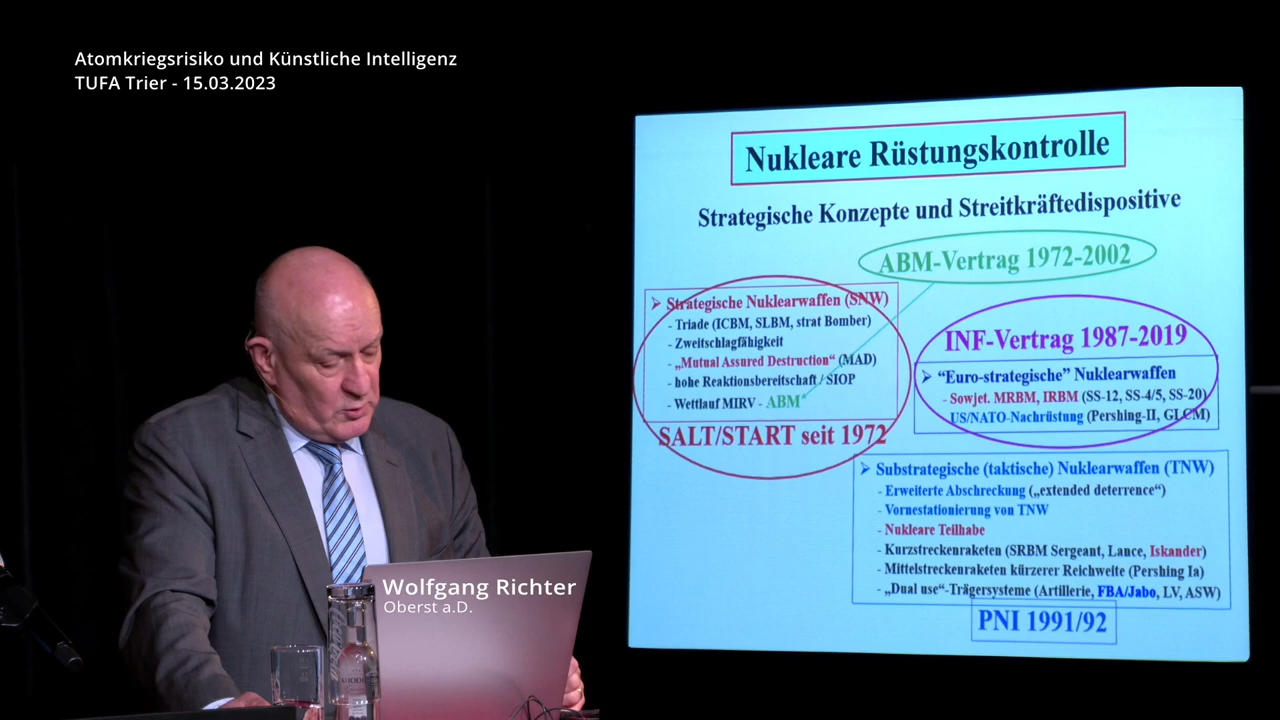 Atomkriegsrisiko und Künstliche Intelligenz
TUFA Trier - 15.03.2023
Nukleare Rüstungskontrolle
Strategische Konzepte und Streitkräftedispositive
ABM-Vertrag 1972-2002
➢ Strategische Nuklearwaffen (SNW)
- Triade (ICBM, SLBM, strat Bomber)
- Zweitschlagfähigkeit
- „Mutual Assured Destruction“ (MAD)
- hohe Reaktionsbereitschaft / SIOP
- Wettlauf MIRV - ABM
SALT/START seit 1972
INF-Vertrag 1987-2019
➢ “Euro-strategische” Nuklearwaffen
- Sowjet. MRBM, IRBM (SS-12, SS-4/5, SS-20)
- US/NATO-Nachrüstung (Pershing-II, GLCM)
➢ Substrategische (taktische) Nuklearwaffen (TNW)
- Erweiterte Abschreckung („extended deterrence“)
- Vornestationierung von TNW
- Nukleare Teilhabe
- Kurzstreckenraketen (SRBM Sergeant, Lance, Iskander)
- Mittelstreckenraketen kürzerer Reichweite (Pershing Ia)
- „Dual use“-Trägersysteme (Artillerie, FBA/Jabo, LV, ASW)
PNI 1991/92
Wolfgang Richter
Oberst a.D.